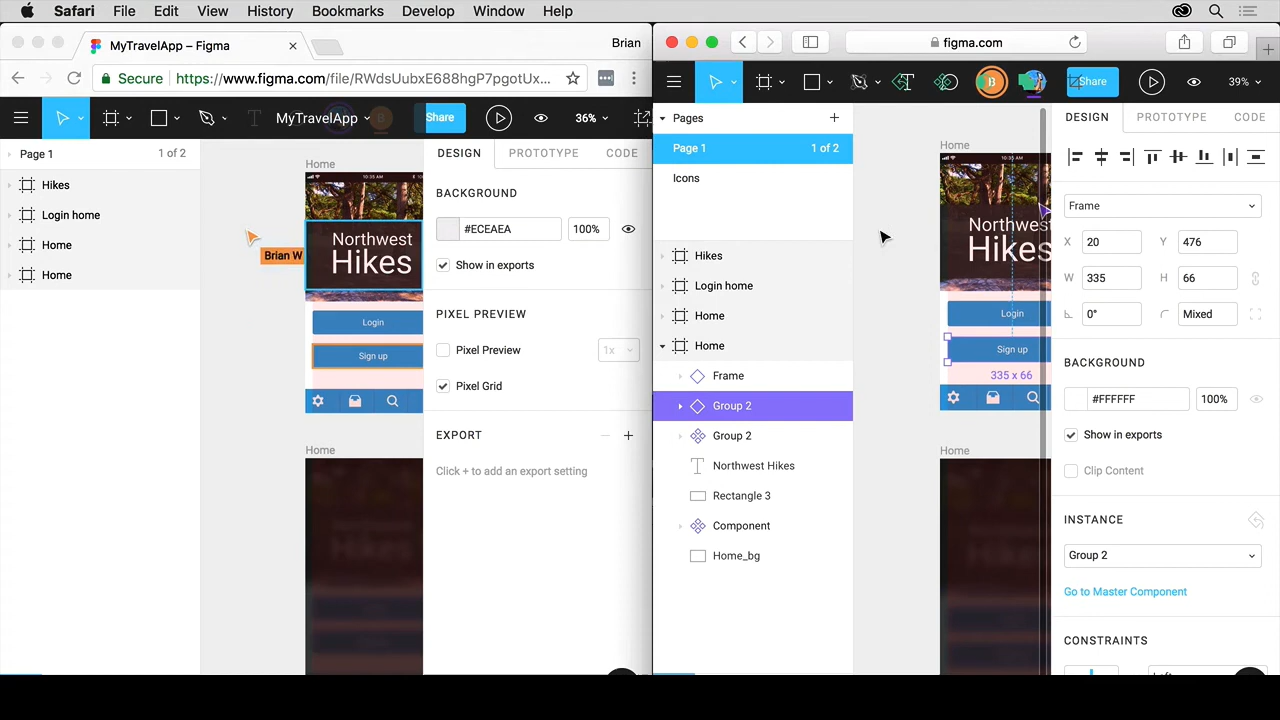 Safari File Edit View History Bookmarks Develop Window Help
MyTravelApp – Figma
Brian
Secure https://www.figma.com/file/RWdsUubxE688hgP7pgotUx...
MyTravelApp
Share
36%
Page 1
1 of 2
Hikes
Login home
Home
Home
Home
Brian W
Northwest
Hikes
Login
Sign up
Home
DESIGN PROTOTYPE CODE
BACKGROUND
#ECEAEA 100%
Show in exports
PIXEL PREVIEW
Pixel Preview 1x
Pixel Grid
EXPORT
Click + to add an export setting
figma.com
B
Share
39%
Pages
Page 1 1 of 2
Icons
Hikes
Login home
Home
Home
Frame
Group 2
Group 2
Northwest Hikes
Rectangle 3
Component
Home_bg
Home
10:35 AM
Northwest
Hikes
Login
Sign up
335 x 66
Home
DESIGN PROTOTYPE CODE
Frame
X 20 Y 476
W 335 H 66
0° Mixed
BACKGROUND
#FFFFFF 100%
Show in exports
Clip Content
INSTANCE
Group 2
Go to Master Component
CONSTRAINTS